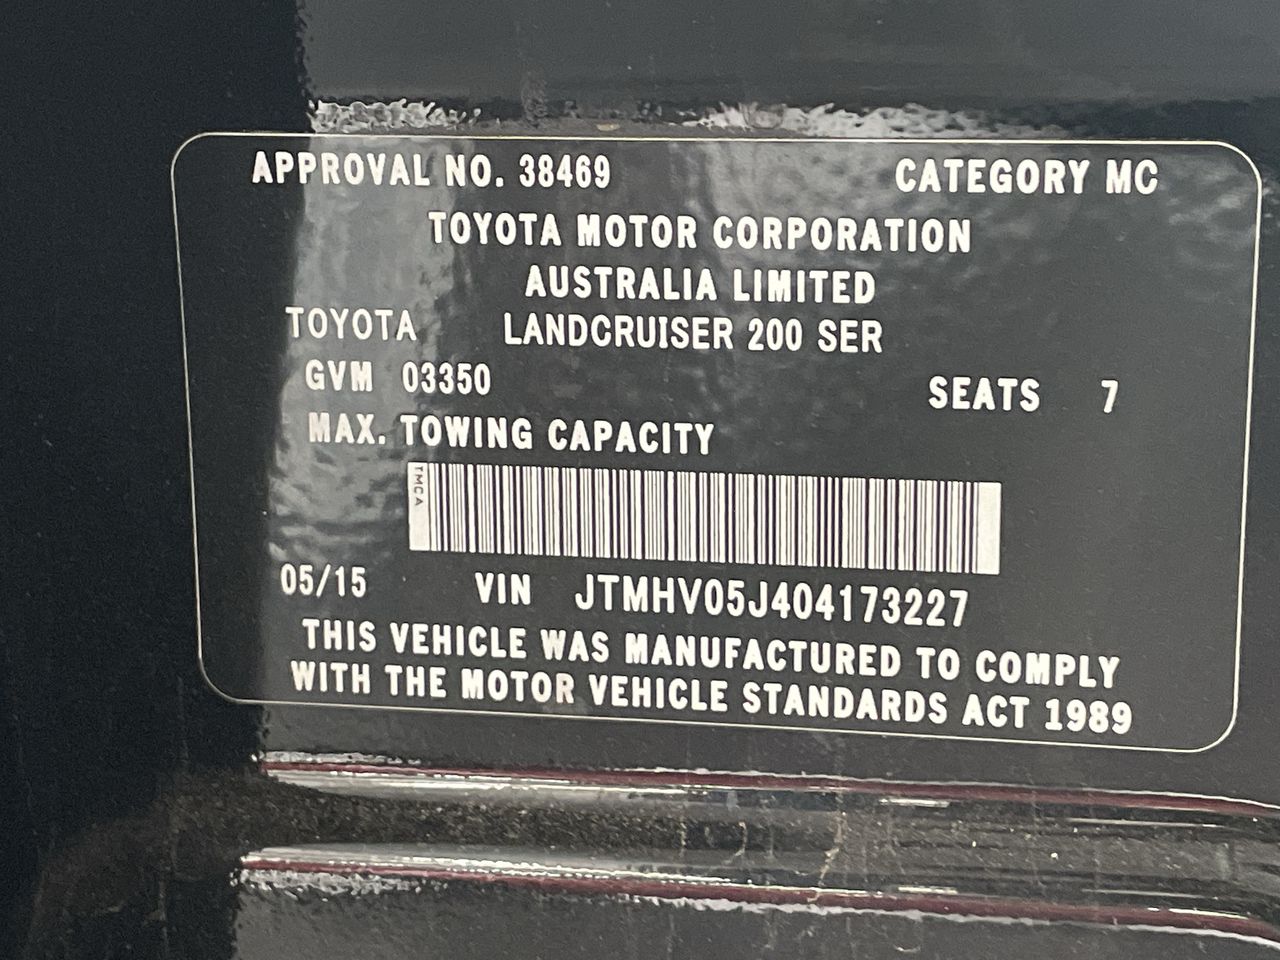 APPROVAL NO. 38469 CATEGORY MC
TOYOTA MOTOR CORPORATION
AUSTRALIA LIMITED
TOYOTA LANDCRUISER 200 SER
GVM 03350 SEATS 7
MAX. TOWING CAPACITY
TMCA
05/15 VIN JTMHV05J404173227
THIS VEHICLE WAS MANUFACTURED TO COMPLY
WITH THE MOTOR VEHICLE STANDARDS ACT 1989